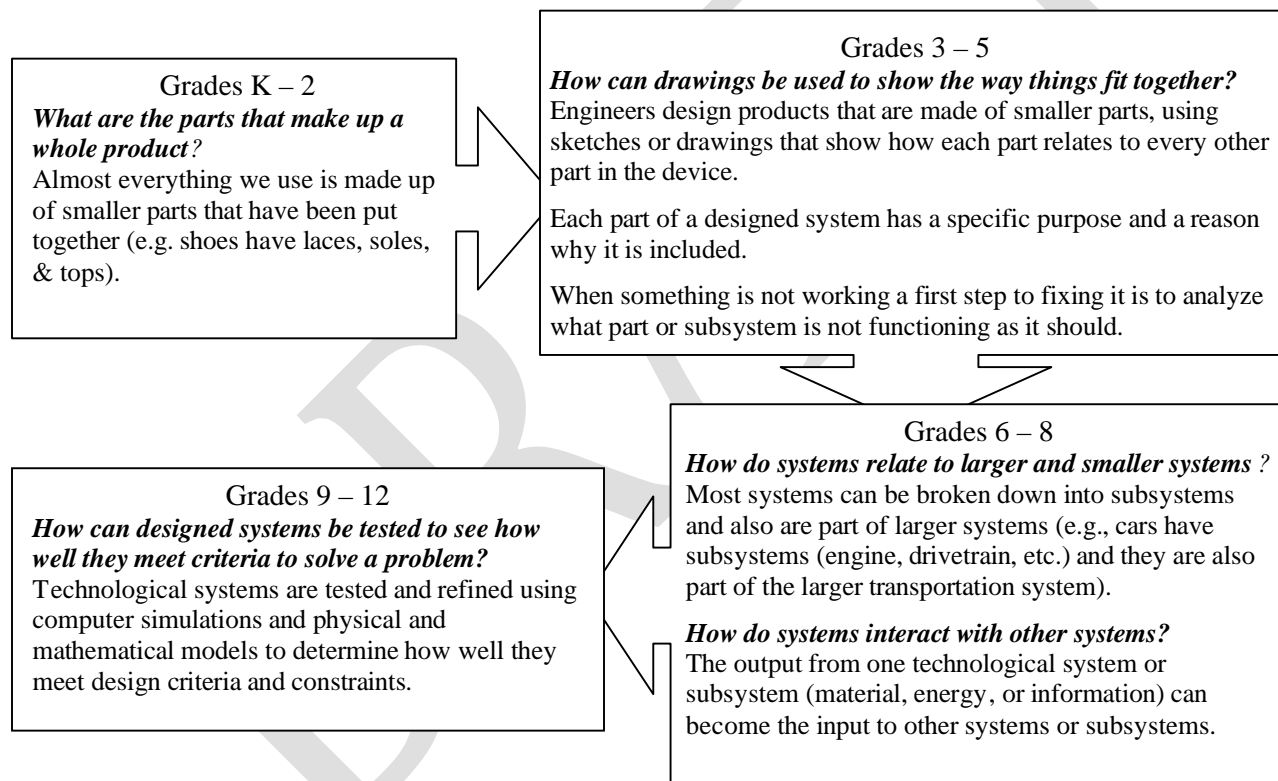 Grades K – 2
What are the parts that make up a
whole product?
Almost everything we use is made up
of smaller parts that have been put
together (e.g. shoes have laces, soles,
& tops).
Grades 3 – 5
How can drawings be used to show the way things fit together?
Engineers design products that are made of smaller parts, using
sketches or drawings that show how each part relates to every other
part in the device.
Each part of a designed system has a specific purpose and a reason
why it is included.
When something is not working a first step to fixing it is to analyze
what part or subsystem is not functioning as it should.
Grades 6 – 8
How do systems relate to larger and smaller systems ?
Most systems can be broken down into subsystems
and also are part of larger systems (e.g., cars have
subsystems (engine, drivetrain, etc.) and they are also
part of the larger transportation system).
How do systems interact with other systems?
The output from one technological system or
subsystem (material, energy, or information) can
become the input to other systems or subsystems.
Grades 9 – 12
How can designed systems be tested to see how
well they meet criteria to solve a problem?
Technological systems are tested and refined using
computer simulations and physical and
mathematical models to determine how well they
meet design criteria and constraints.